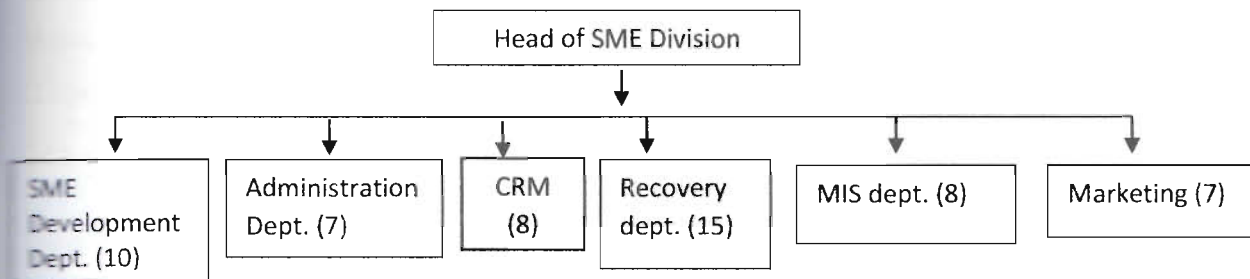 Head of SME Division
SME
Development
Dept. (10)
Administration
Dept. (7)
CRM
(8)
Recovery
dept. (15)
MIS dept. (8)
Marketing (7)